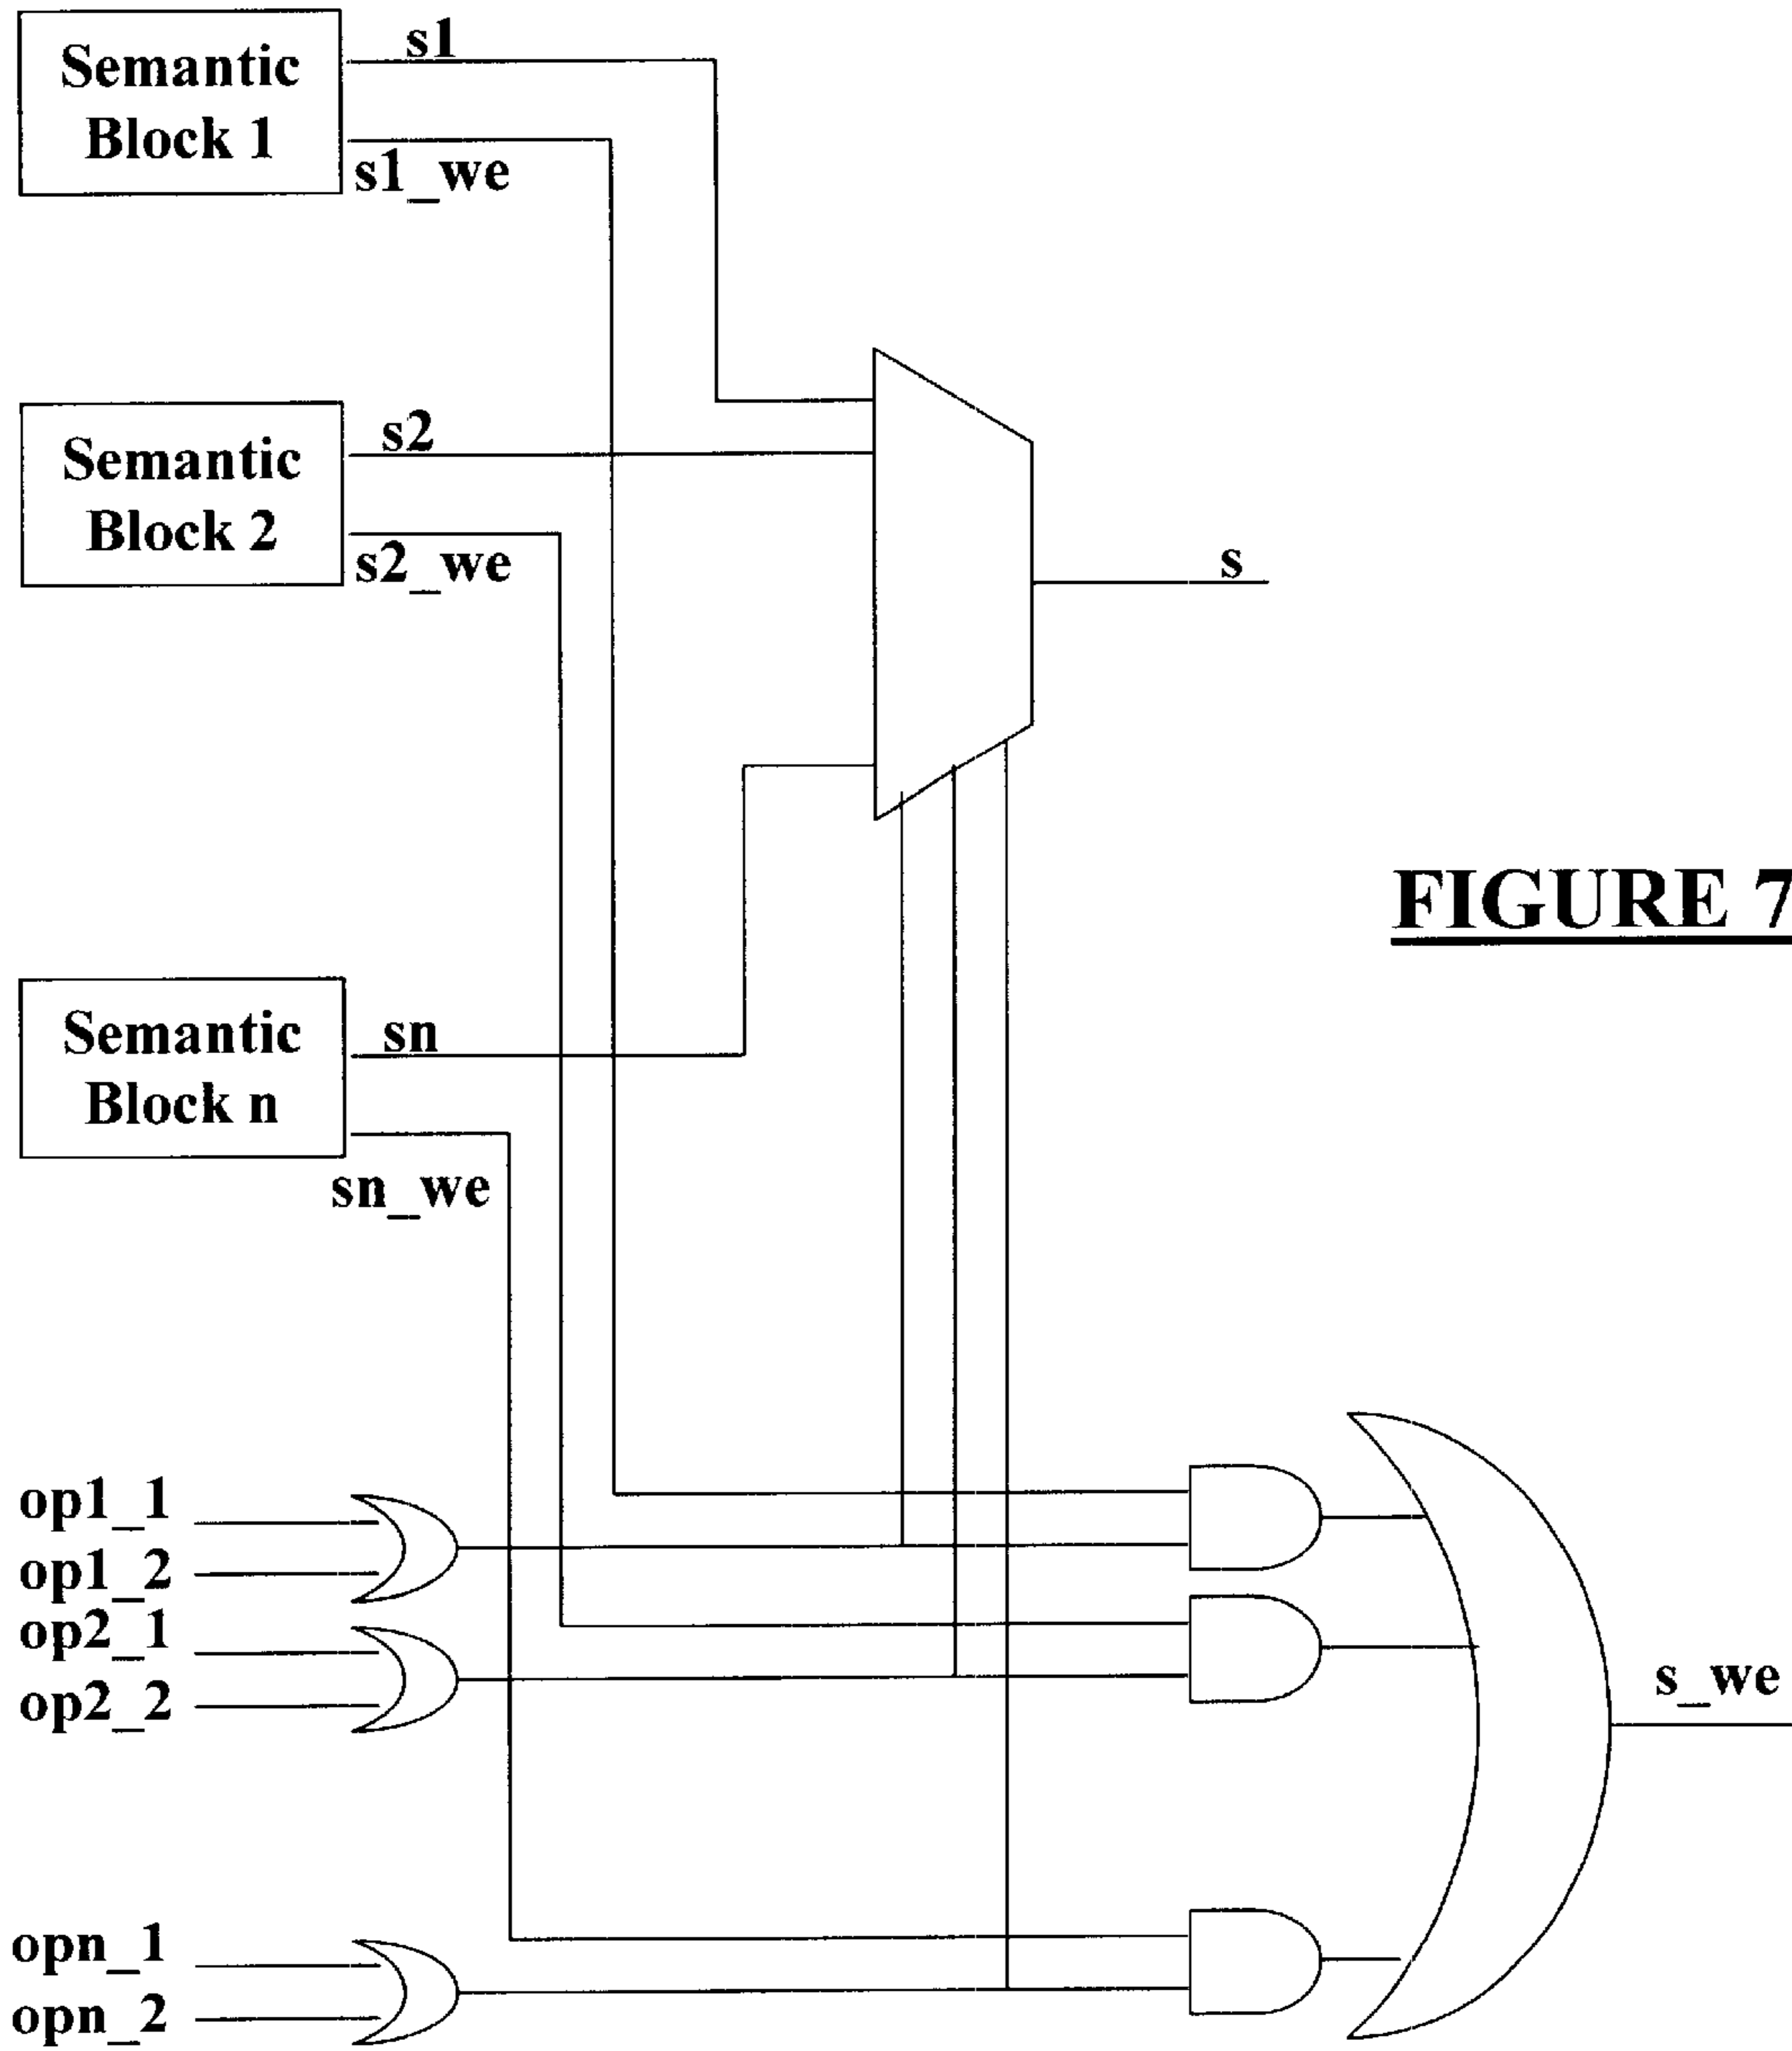 s1
Semantic
Block 1
s1_we
s2
Semantic
Block 2
s2_we
s
FIGURE 7
Semantic
Block n
sn
sn_we
op1_1
op1_2
op2_1
op2_2
s_we
opn_1
opn_2